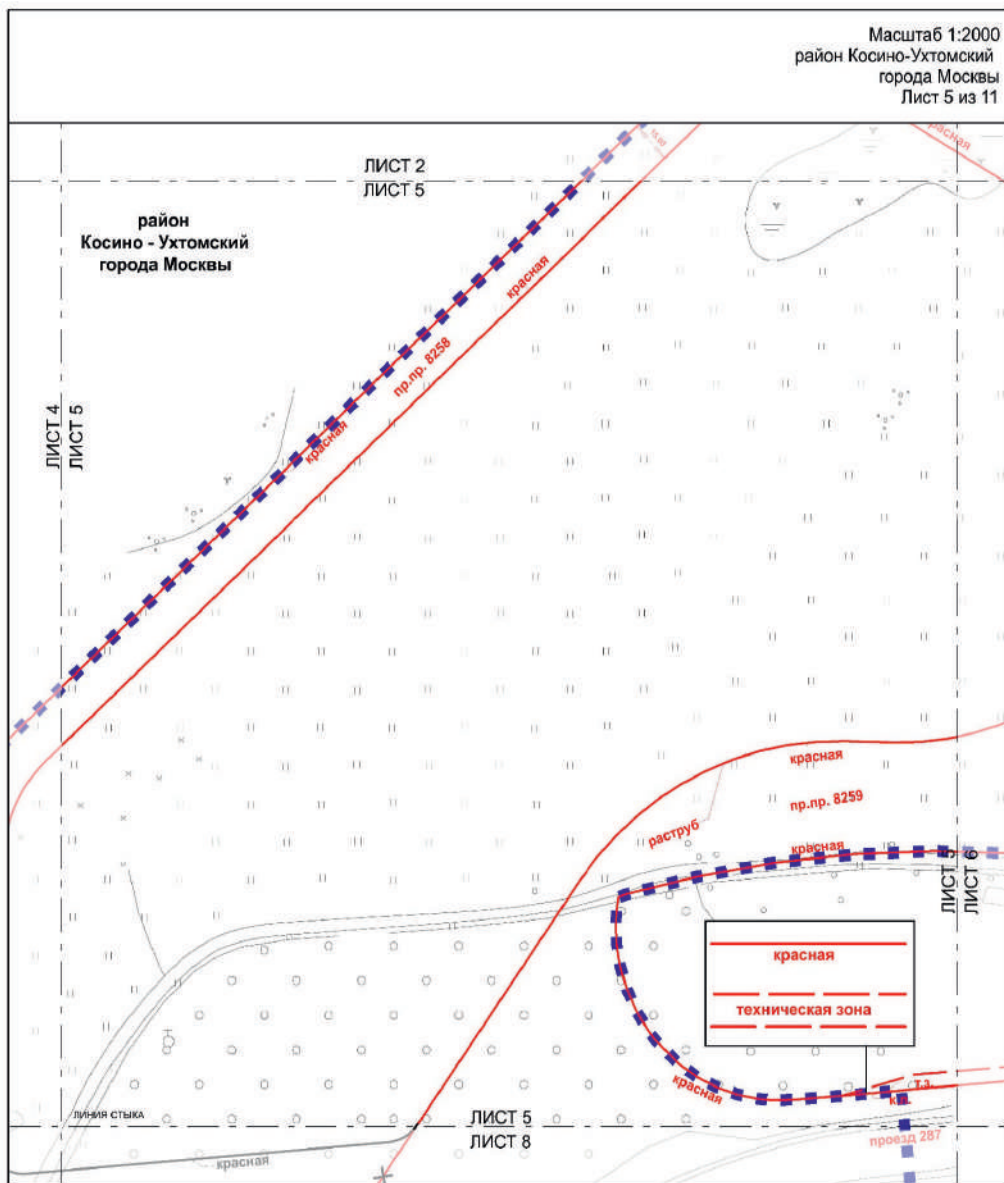 Масштаб 1:2000
район Косино-Ухтомский
города Москвы
Лист 5 из 11
красная
ЛИСТ 2
ЛИСТ 5
район
Косино - Ухтомский
города Москвы
красная
пр.пр. 8258
красная
ЛИСТ 4
ЛИСТ 5
красная
пр.пр. 8259
раструб
красная
ЛИСТ 5
ЛИСТ 6
красная
техническая зона
красная
т.з.
ЛИНИЯ СТЫКА
ЛИСТ 5
ЛИСТ 8
проезд 287
красная